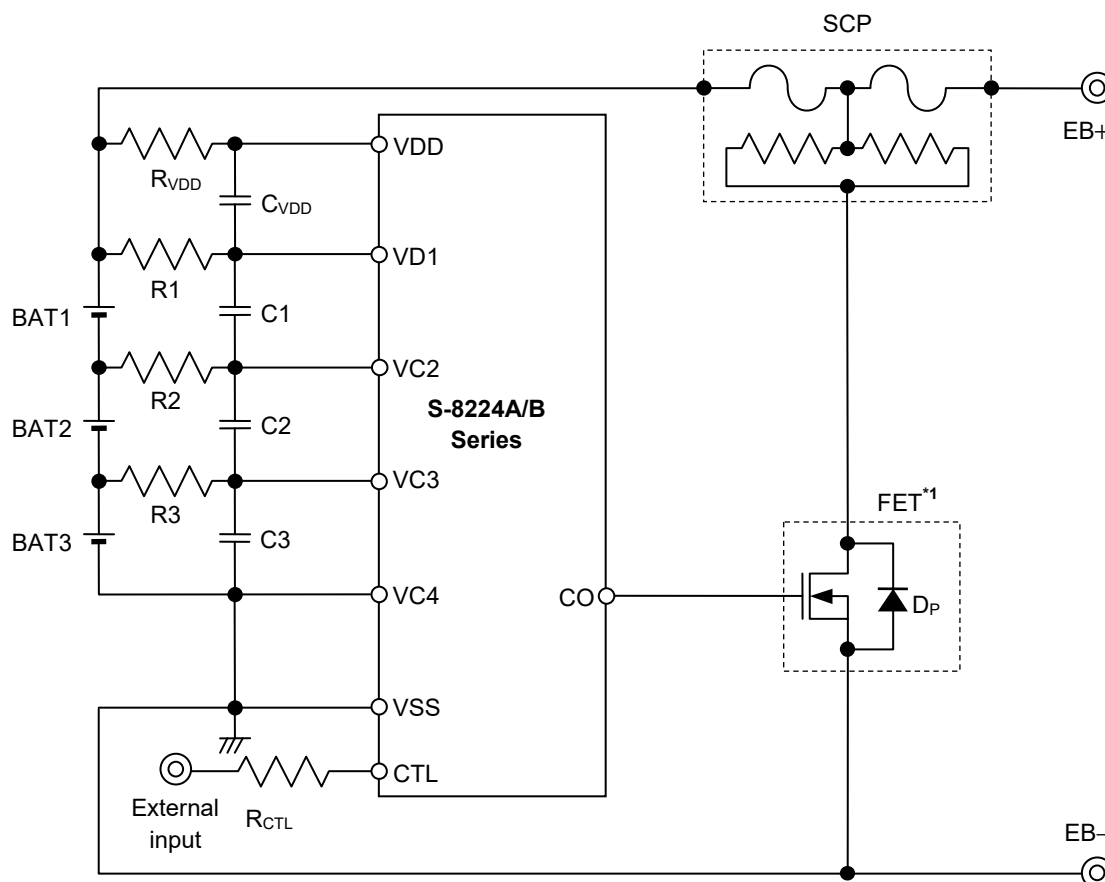 SCP
EB+
VDD
RVDD
CVDD
VD1
R1
BAT1
C1
VC2
R2
S-8224A/B
Series
BAT2
C2
VC3
R3
FET*1
BAT3
C3
VC4
CO
DP
VSS
CTL
External
input
RCTL
EB–